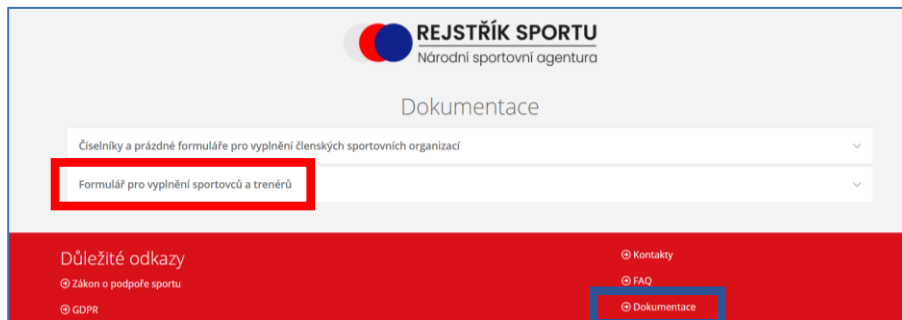 REJSTŘÍK SPORTU
Národní sportovní agentura
Dokumentace
Číselníky a prázdné formuláře pro vyplnění členských sportovních organizací
Formulář pro vyplnění sportovců a trenérů
Důležité odkazy
Zákon o podpoře sportu
GDPR
Kontakty
FAQ
Dokumentace